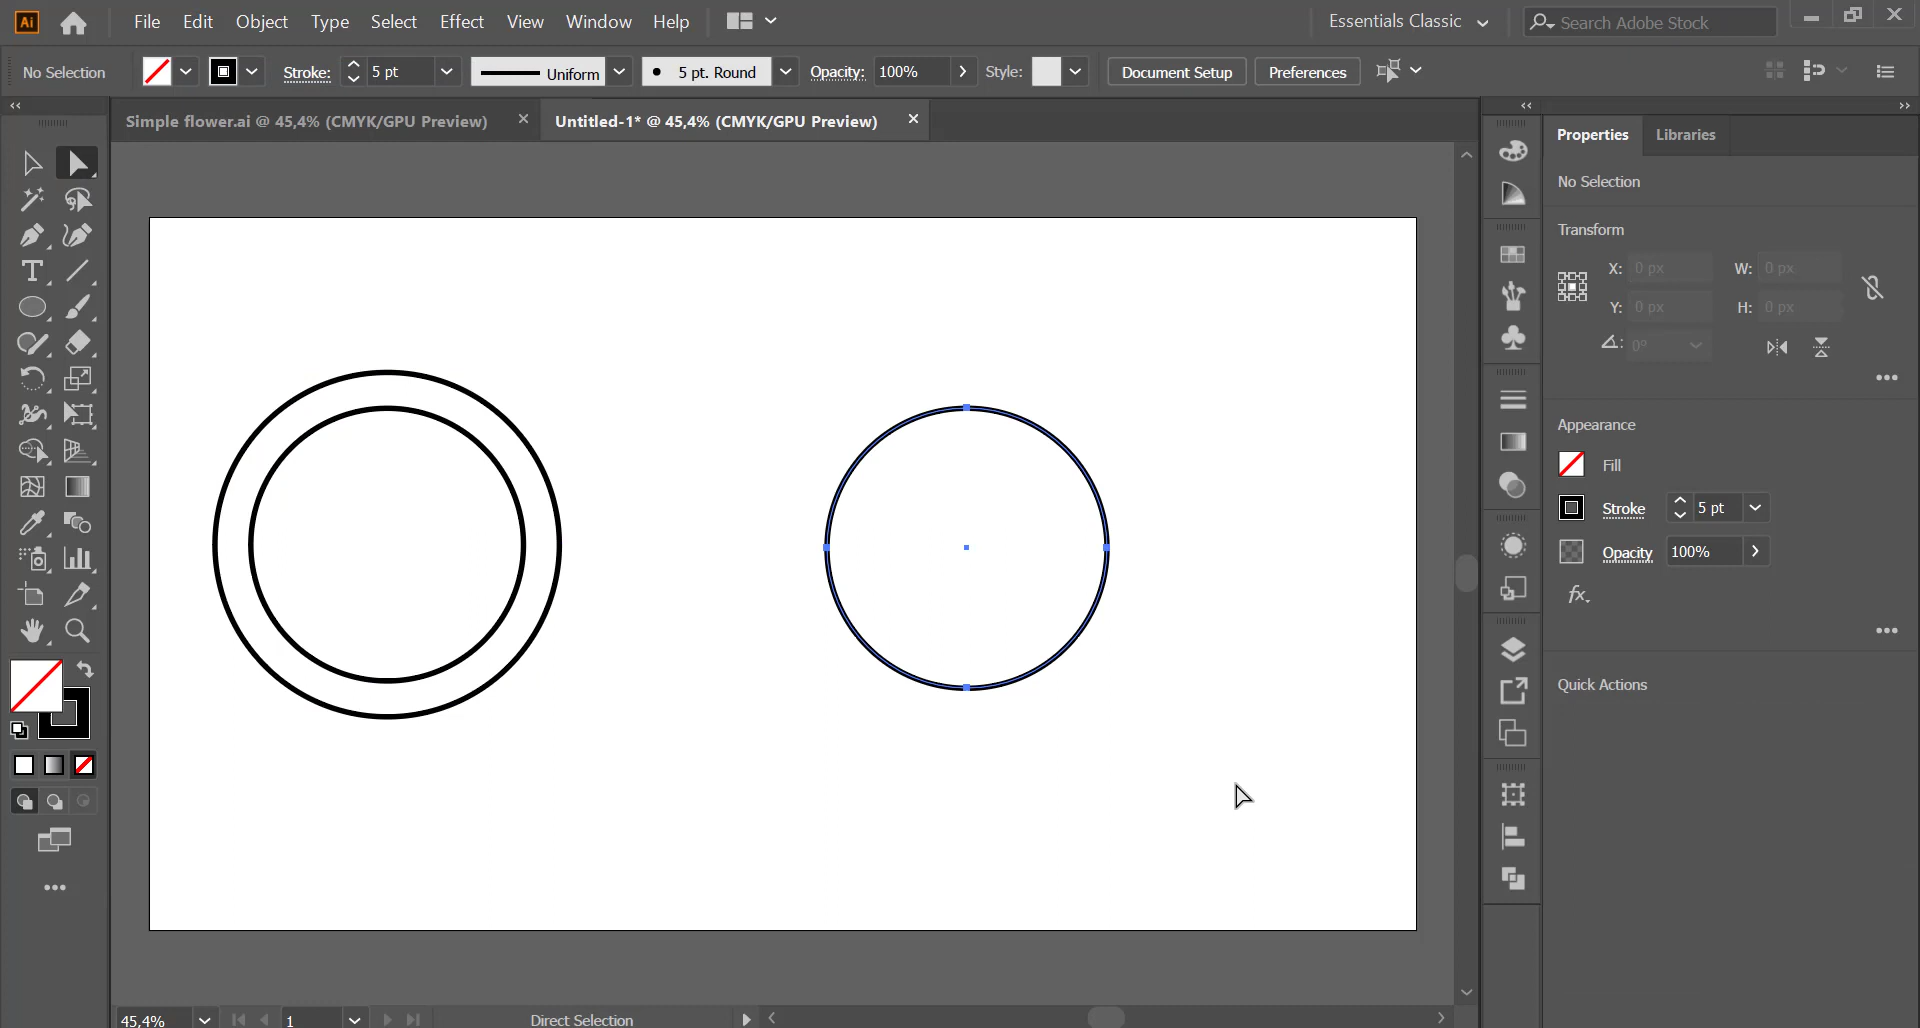 Ai File Edit Object Type Select Effect View Window Help Essentials Classic Search Adobe Stock
No Selection Stroke: 5 pt Uniform 5 pt. Round Opacity: 100% Style: Document Setup Preferences
Simple flower.ai @ 45,4% (CMYK/GPU Preview) Untitled-1* @ 45,4% (CMYK/GPU Preview)
Properties Libraries
No Selection
Transform
X: 0 px W: 0 px
Y: 0 px H: 0 px
0°
Appearance
Fill
Stroke 5 pt
Opacity 100%
fx.
Quick Actions
45,4% 1 Direct Selection